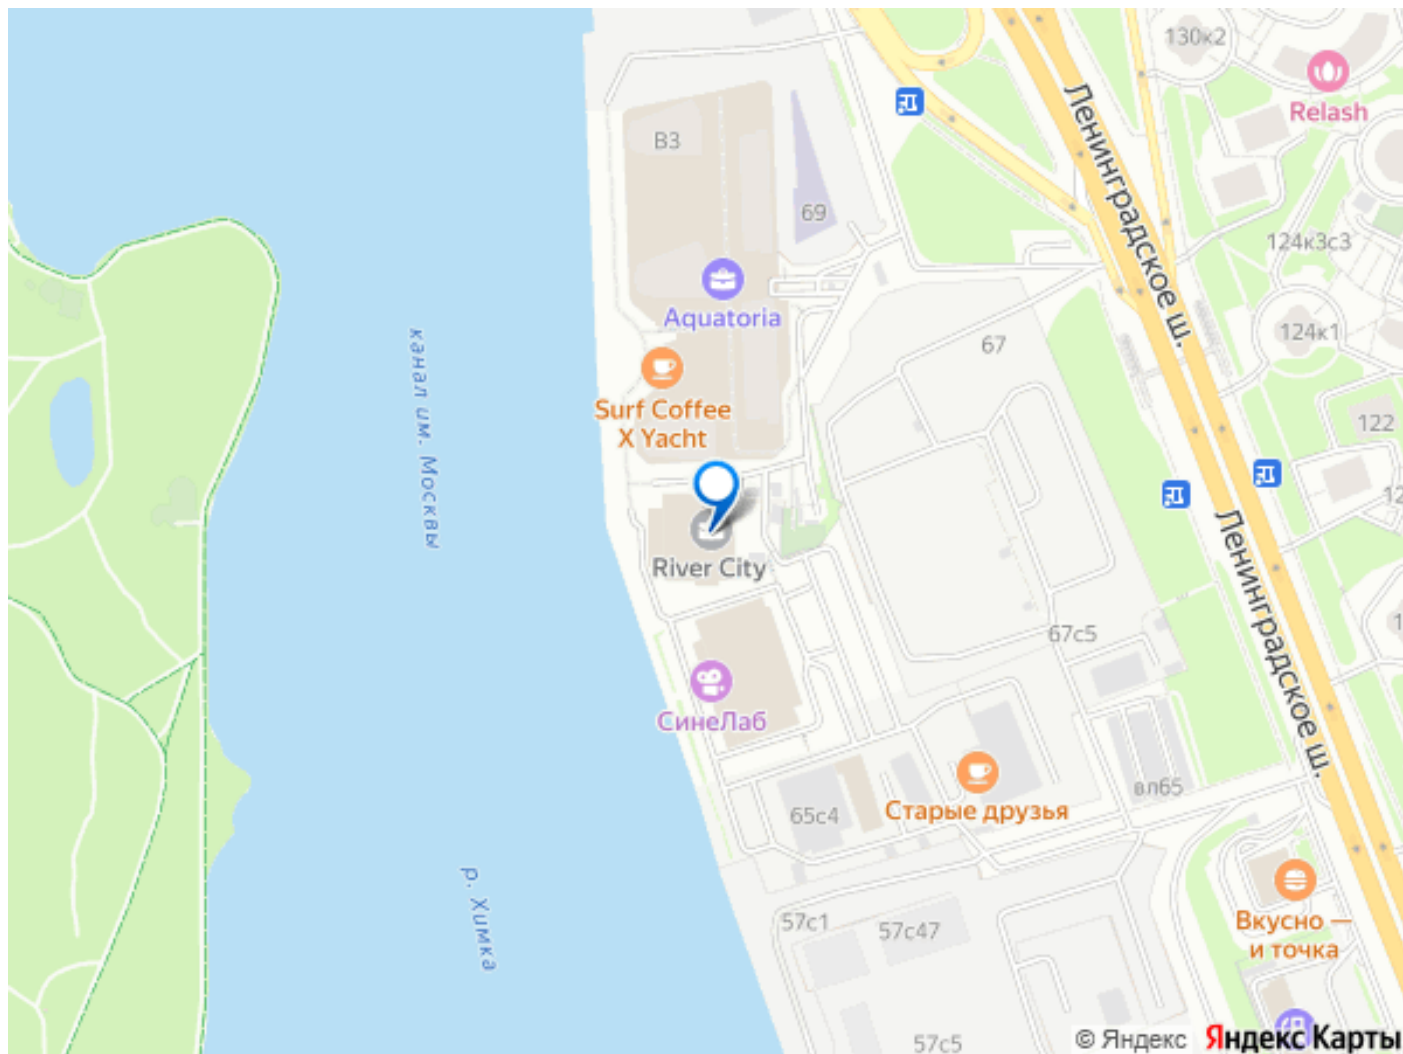 130к2
Relash
Ленинградское ш.
B3
69
124к3с3
Aquatoria
124к1
67
канал им. Москвы
Surf Coffee
X Yacht
122
River City
Ленинградское ш.
67с5
СинеЛаб
вл65
65с4
Старые друзья
р. Химка
57с1
57с47
Вкусно —
и точка
57с5
© Яндекс Яндекс Карты